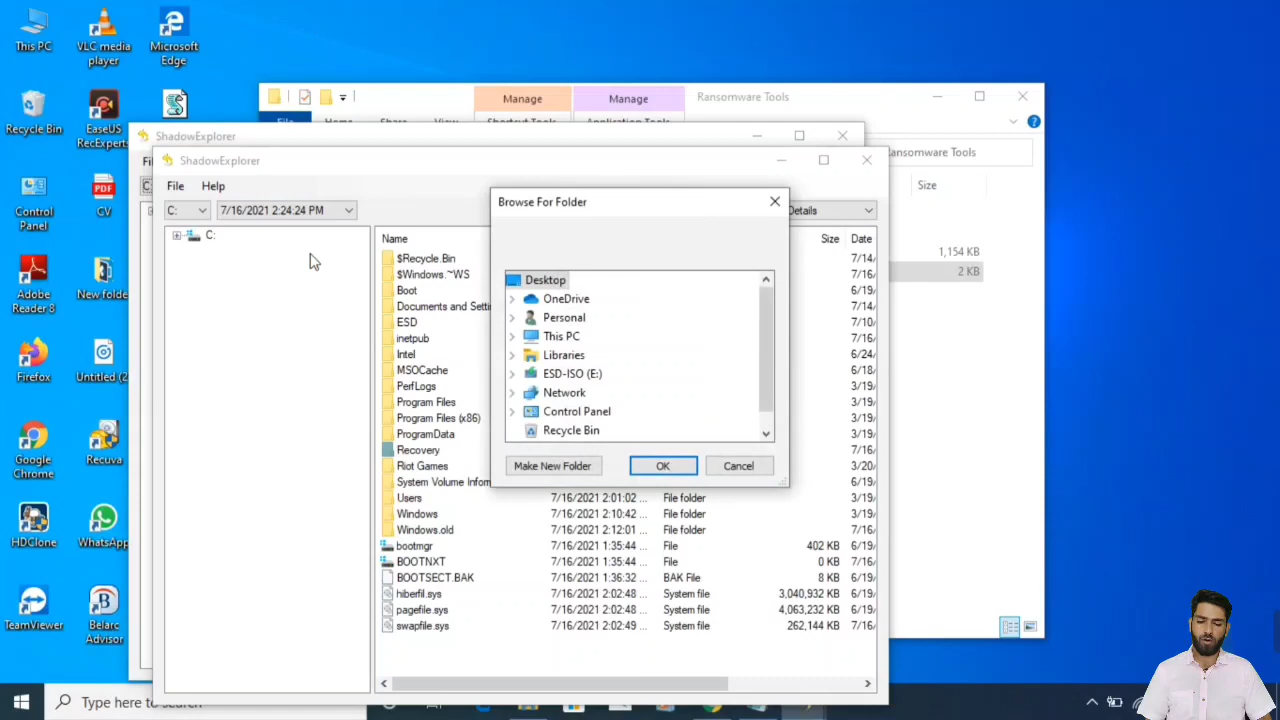 This PC
VLC media player
Microsoft Edge
Recycle Bin
EaseUS RecExperts
Control Panel
CV
Adobe Reader 8
New folde
Firefox
Untitled (2
Google Chrome
Recuva
HDClone
WhatsApp
TeamViewer
Belarc Advisor
Manage
Manage
Ransomware Tools
File
Home
Share
View
Shortcut Tools
Application Tools
Ransomware Tools
Size
1,154 KB
2 KB
ShadowExplorer
ShadowExplorer
File
Help
C:
7/16/2021 2:24:24 PM
Details
C:
Name
Size
Date
$Recycle.Bin
7/14/
$Windows.~WS
7/16/
Boot
6/19/
Documents and Setti
7/14/
ESD
7/10/
inetpub
7/16/
Intel
6/24/
MSOCache
6/18/
PerfLogs
3/19/
Program Files
3/19/
Program Files (x86)
3/19/
ProgramData
3/19/
Recovery
7/16/
Riot Games
3/20/
System Volume Inform
6/19/
Users 7/16/2021 2:01:02 ... File folder 3/19/
Windows 7/16/2021 2:10:42 ... File folder 3/19/
Windows.old 7/16/2021 2:12:01 ... File folder 7/16/
bootmgr 7/16/2021 1:35:44 ... File 402 KB 6/19/
BOOTNXT 7/16/2021 1:35:44 ... File 0 KB 7/16/
BOOTSECT.BAK 7/16/2021 1:36:32 ... BAK File 8 KB 6/19/
hiberfil.sys 7/16/2021 2:02:48 ... System file 3,040,932 KB 6/19/
pagefile.sys 7/16/2021 2:02:48 ... System file 4,063,232 KB 6/19/
swapfile.sys 7/16/2021 2:02:49 ... System file 262,144 KB 6/19/
Browse For Folder
Desktop
OneDrive
Personal
This PC
Libraries
ESD-ISO (E:)
Network
Control Panel
Recycle Bin
Make New Folder
OK
Cancel
Type here to search